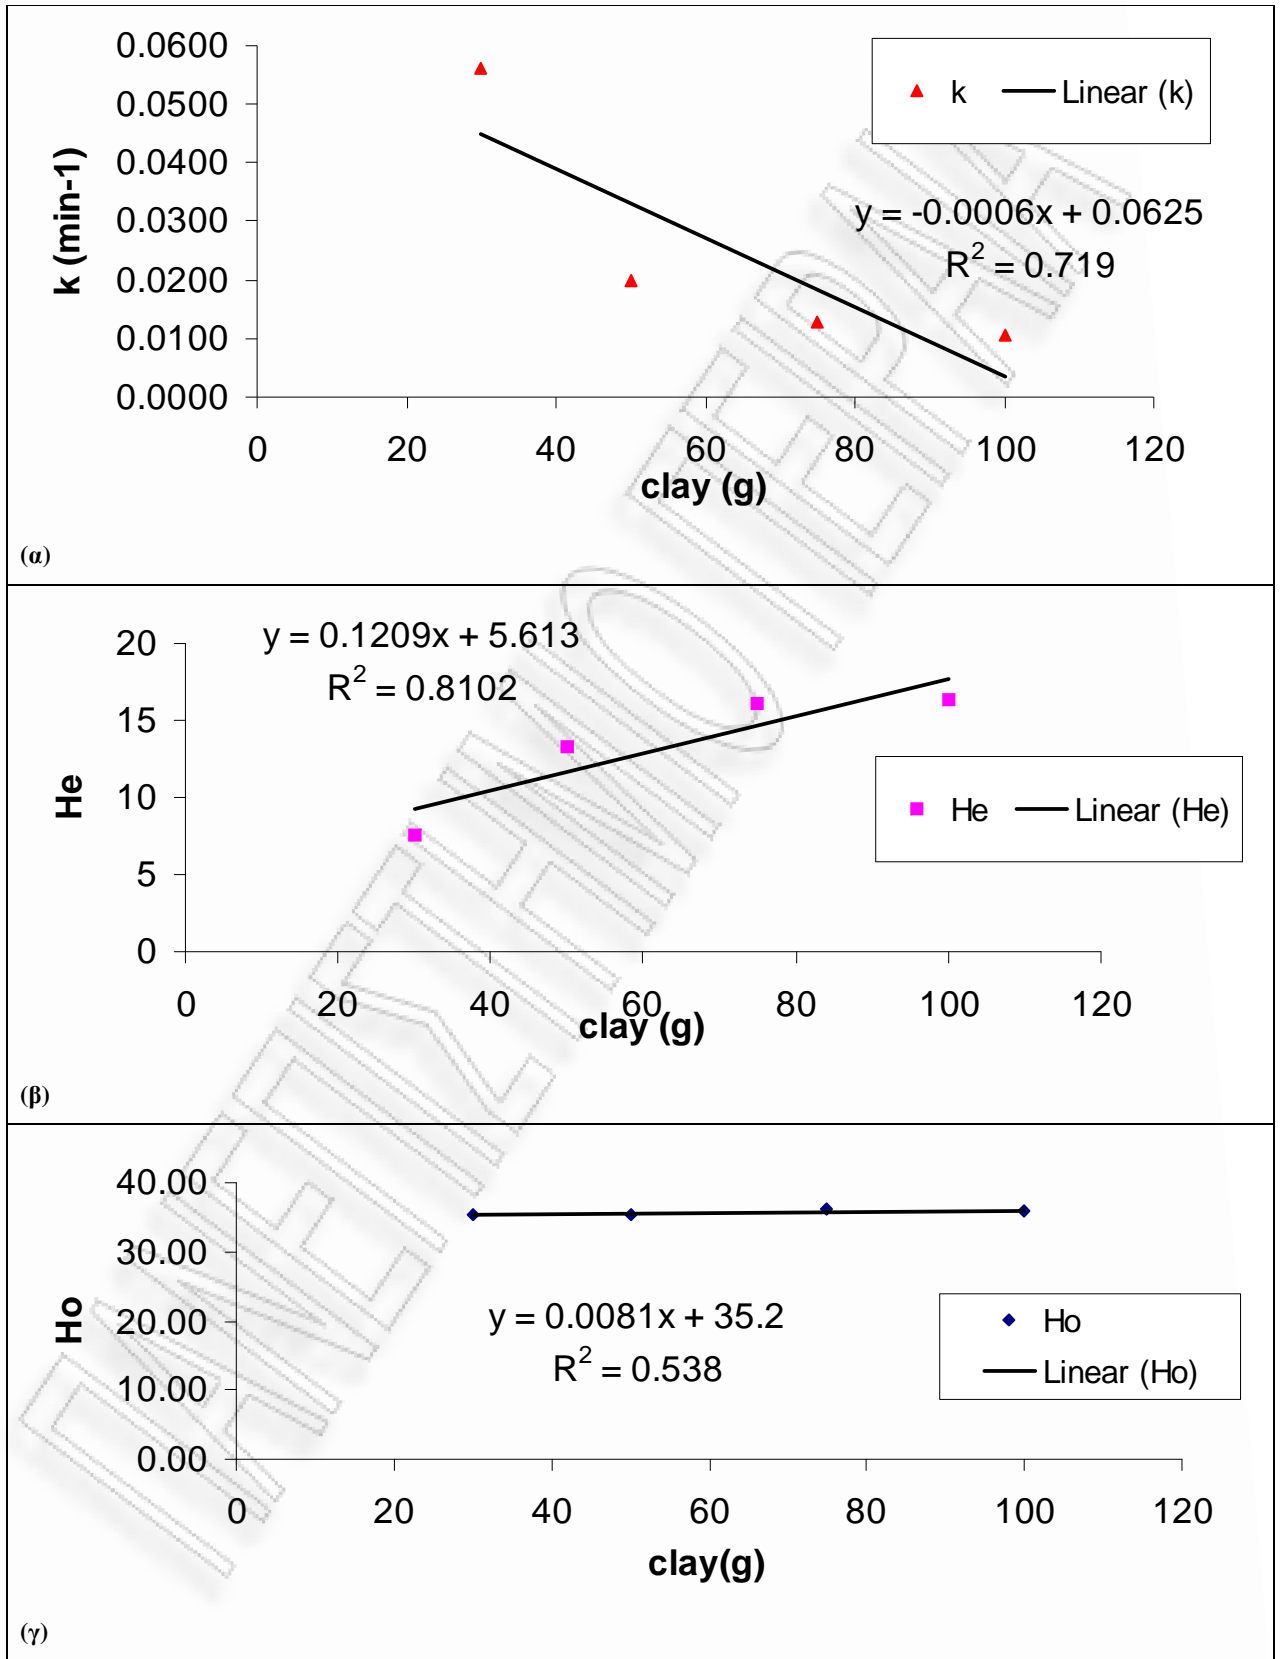 0.0600
0.0500
0.0400
0.0300
0.0200
0.0100
0.0000
k (min-1)
k Linear (k)
y = -0.0006x + 0.0625
R² = 0.719
0 20 40 60 80 100 120
clay (g)
(α)
y = 0.1209x + 5.613
R² = 0.8102
20
15
10
5
0
He
He Linear (He)
0 20 40 60 80 100 120
clay (g)
(β)
40.00
30.00
20.00
10.00
0.00
Ho
y = 0.0081x + 35.2
R² = 0.538
Ho
Linear (Ho)
0 20 40 60 80 100 120
clay(g)
(γ)
ΠΑΝΕΠΙΣΤΗΜΙΟ ΠΕΙΡΑΙΑ